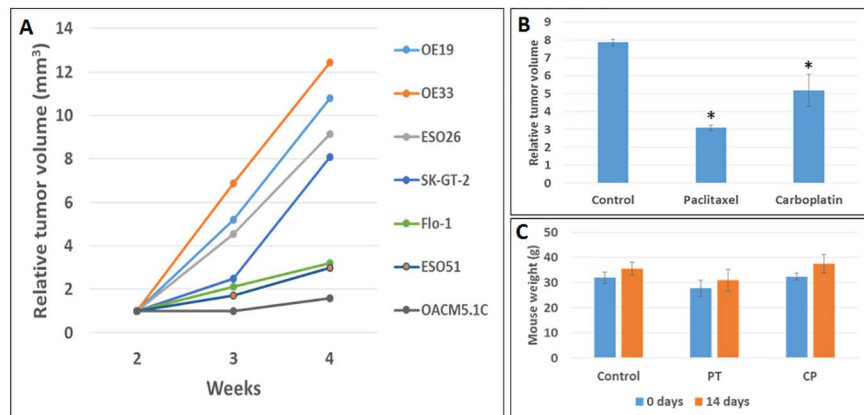 A
Relative tumor volume (mm³)
14
12
10
8
6
4
2
0
2 3 4
Weeks
OE19
OE33
ESO26
SK-GT-2
Flo-1
ESO51
OACM5.1C
B
Relative tumor volume
9
8
7
6
5
4
3
2
1
0
* *
Control Paclitaxel Carboplatin
C
Mouse weight (g)
50
40
30
20
10
0
Control PT CP
0 days 14 days